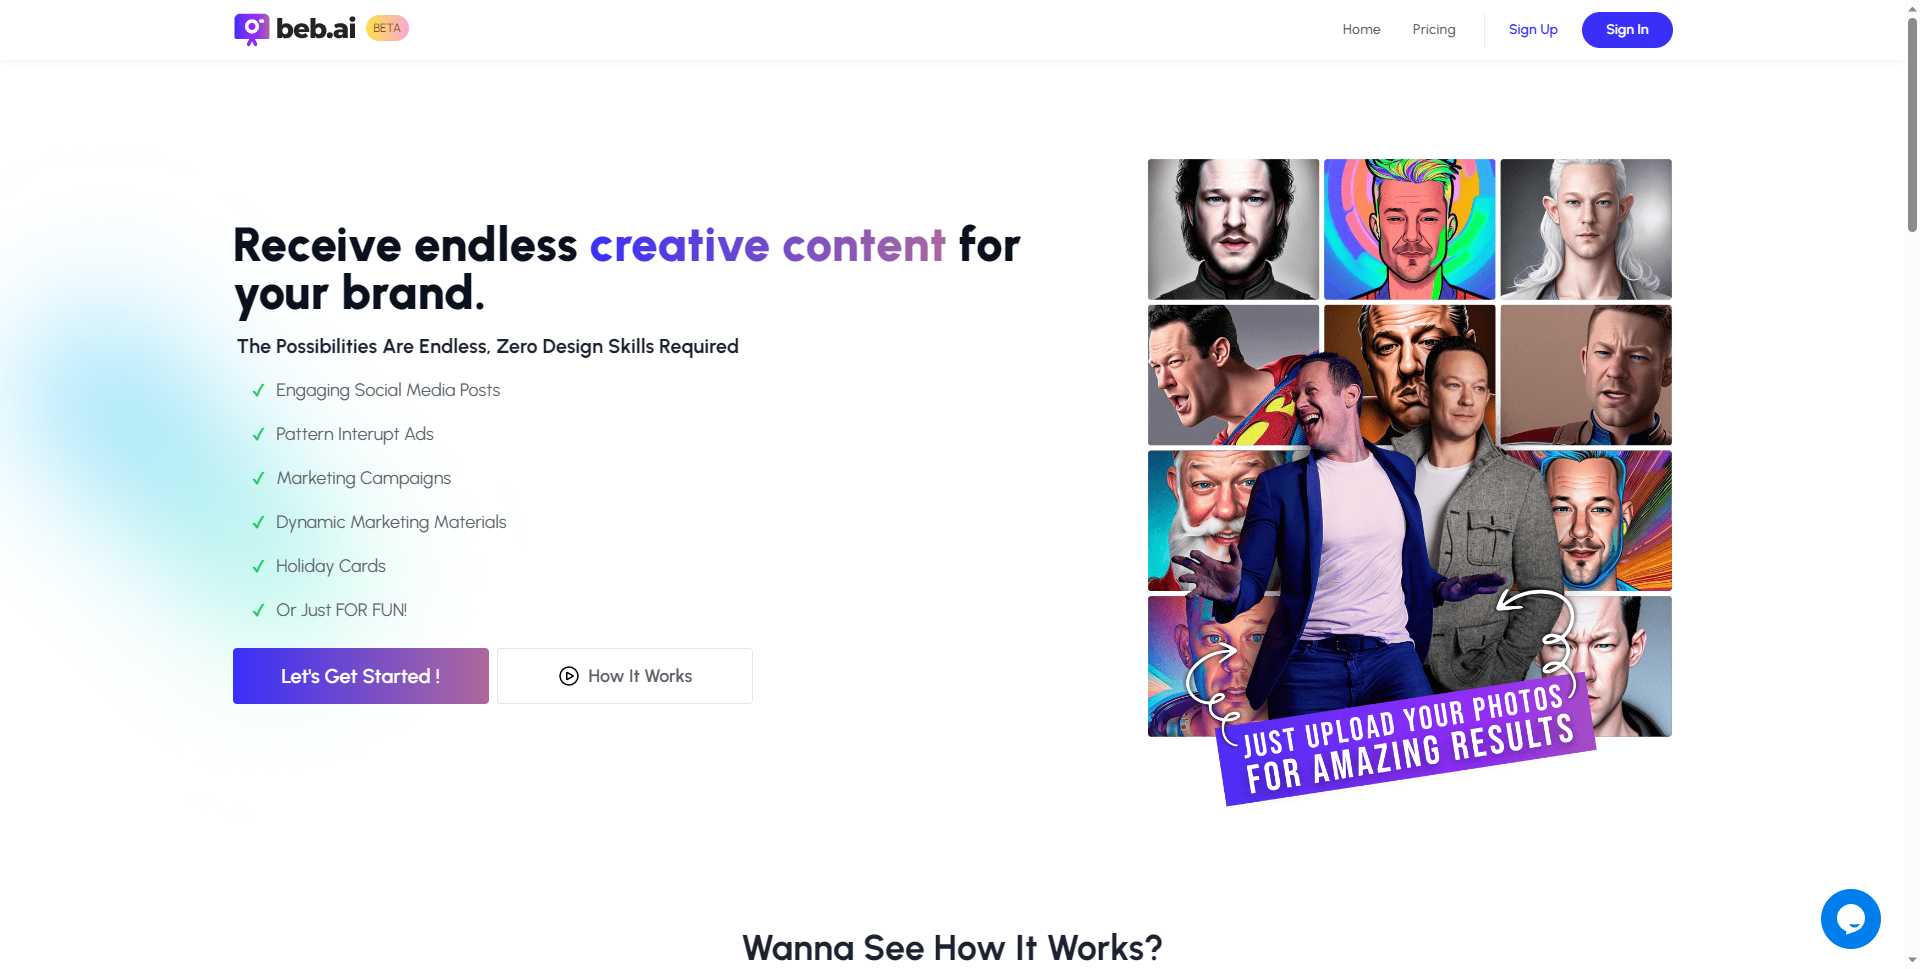 beb.ai BETA
Home Pricing Sign Up Sign In
Receive endless creative content for
your brand.
The Possibilities Are Endless, Zero Design Skills Required
Engaging Social Media Posts
Pattern Interupt Ads
Marketing Campaigns
Dynamic Marketing Materials
Holiday Cards
Or Just FOR FUN!
Let's Get Started !
How It Works
JUST UPLOAD YOUR PHOTOS
FOR AMAZING RESULTS
Wanna See How It Works?